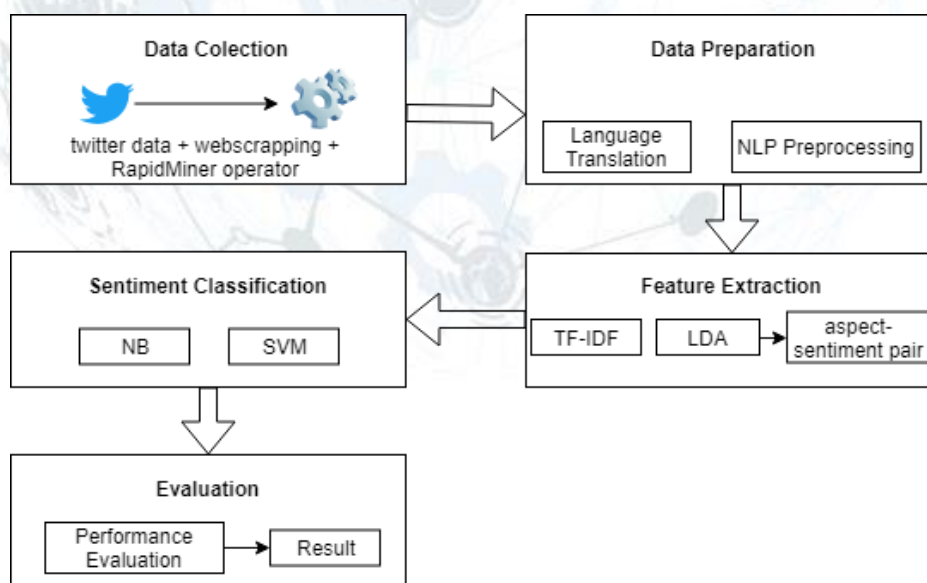 Data Colection
twitter data + webscrapping +
RapidMiner operator
Data Preparation
Language
Translation
NLP Preprocessing
Feature Extraction
TF-IDF
LDA
aspect-
sentiment pair
Sentiment Classification
NB
SVM
Evaluation
Performance
Evaluation
Result